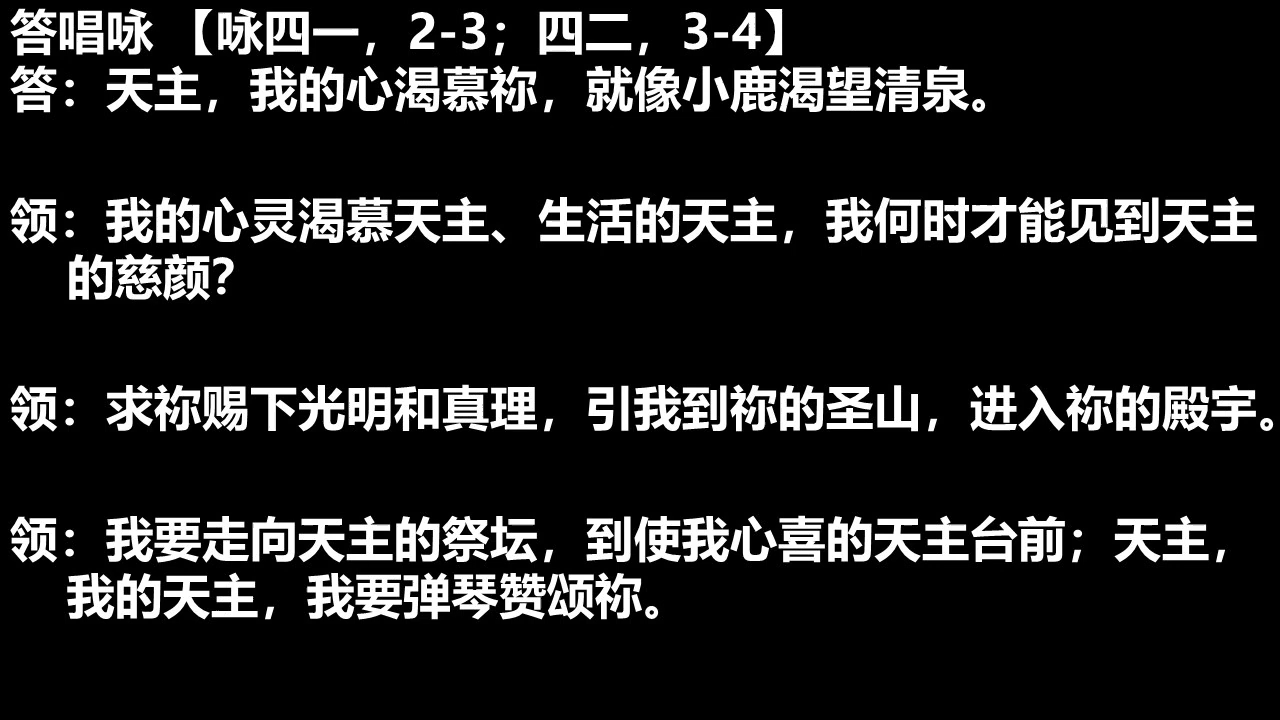 答唱咏 【咏四一，2-3；四二，3-4】
答：天主，我的心渴慕祢，就像小鹿渴望清泉。
领：我的心灵渴慕天主、生活的天主，我何时才能见到天主
的慈颜？
领：求祢赐下光明和真理，引我到祢的圣山，进入祢的殿宇。
领：我要走向天主的祭坛，到使我心喜的天主台前；天主，
我的天主，我要弹琴赞颂祢。